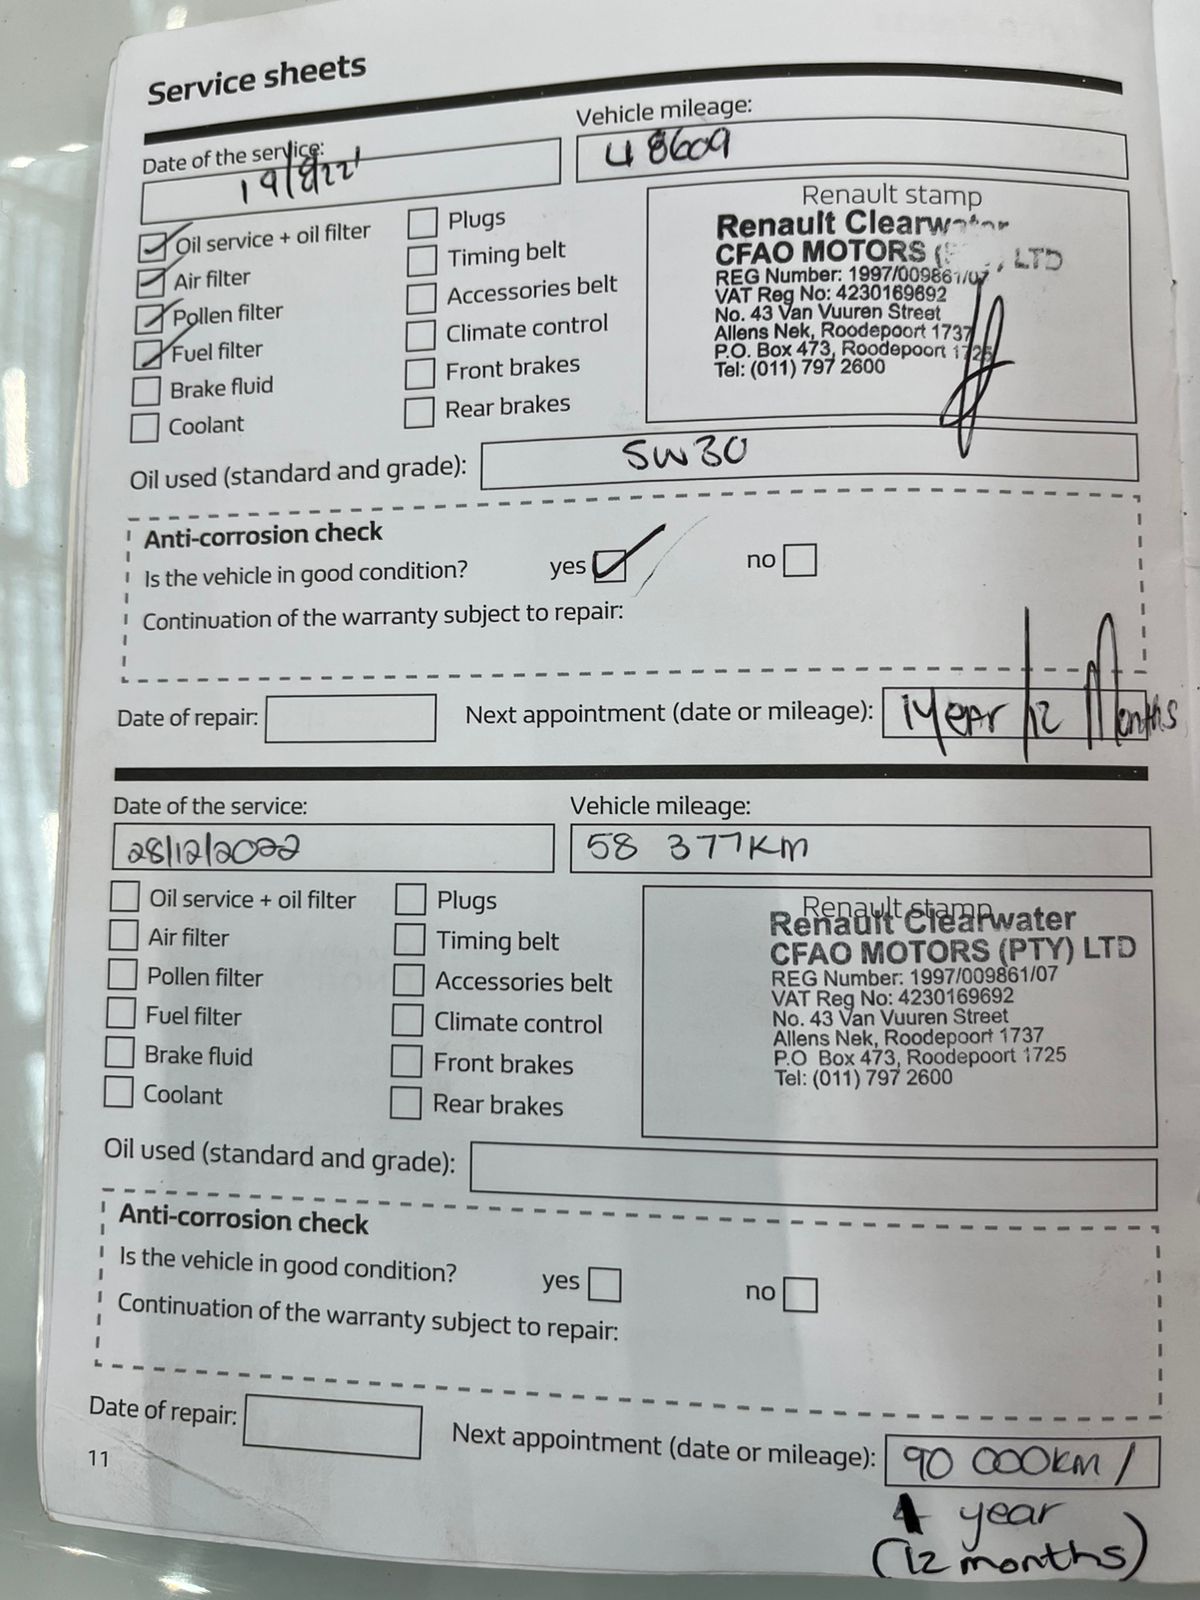 Service sheets
Date of the service:
19/8/22
Vehicle mileage:
48609
Oil service + oil filter
Air filter
Pollen filter
Fuel filter
Brake fluid
Coolant
Plugs
Timing belt
Accessories belt
Climate control
Front brakes
Rear brakes
Renault stamp
Renault Clearwater
CFAO MOTORS ( , LTD
REG Number: 1997/009861/07
VAT Reg No: 4230169692
No. 43 Van Vuuren Street
Allens Nek, Roodepoort 1737
P.O. Box 473, Roodepoort 1725
Tel: (011) 797 2600
Oil used (standard and grade): 5W30
Anti-corrosion check
Is the vehicle in good condition? yes no
Continuation of the warranty subject to repair:
Date of repair:
Next appointment (date or mileage): 1 Year / 12 Months
Date of the service:
28/12/2022
Vehicle mileage:
58 377KM
Oil service + oil filter
Air filter
Pollen filter
Fuel filter
Brake fluid
Coolant
Plugs
Timing belt
Accessories belt
Climate control
Front brakes
Rear brakes
Renault stamp
Renault Clearwater
CFAO MOTORS (PTY) LTD
REG Number: 1997/009861/07
VAT Reg No: 4230169692
No. 43 Van Vuuren Street
Allens Nek, Roodepoort 1737
P.O Box 473, Roodepoort 1725
Tel: (011) 797 2600
Oil used (standard and grade):
Anti-corrosion check
Is the vehicle in good condition? yes no
Continuation of the warranty subject to repair:
Date of repair:
Next appointment (date or mileage): 90 000KM /
1 year
(12 months)
11